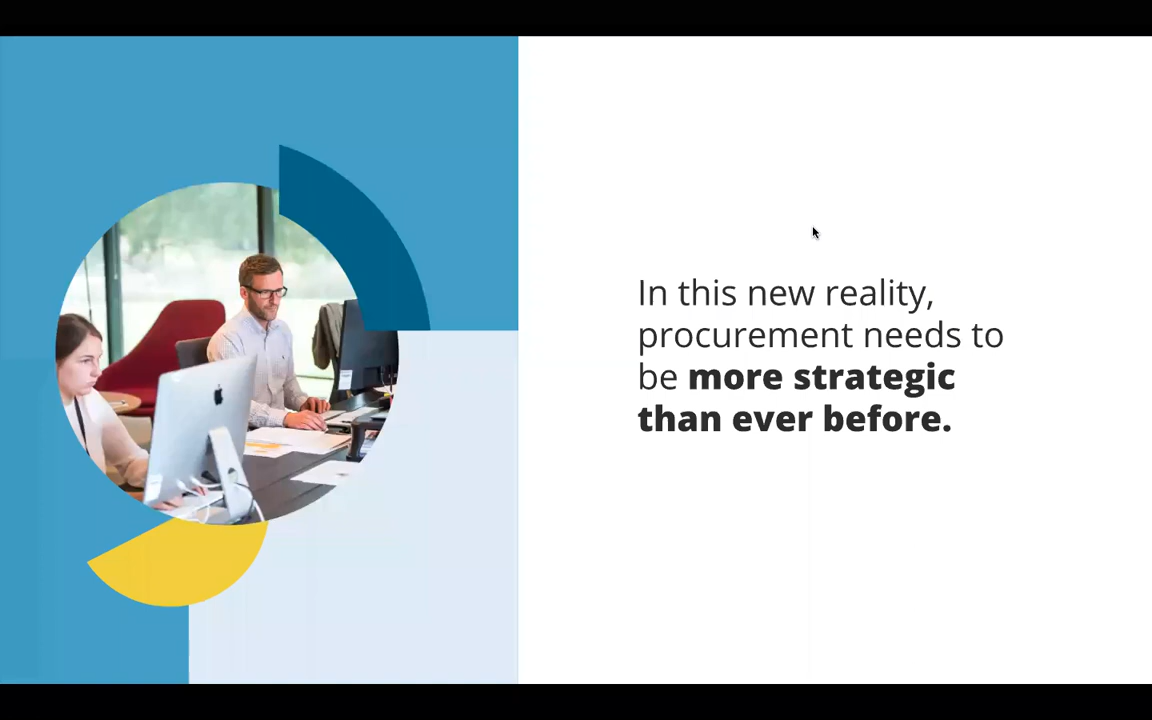 In this new reality,
procurement needs to
be more strategic
than ever before.